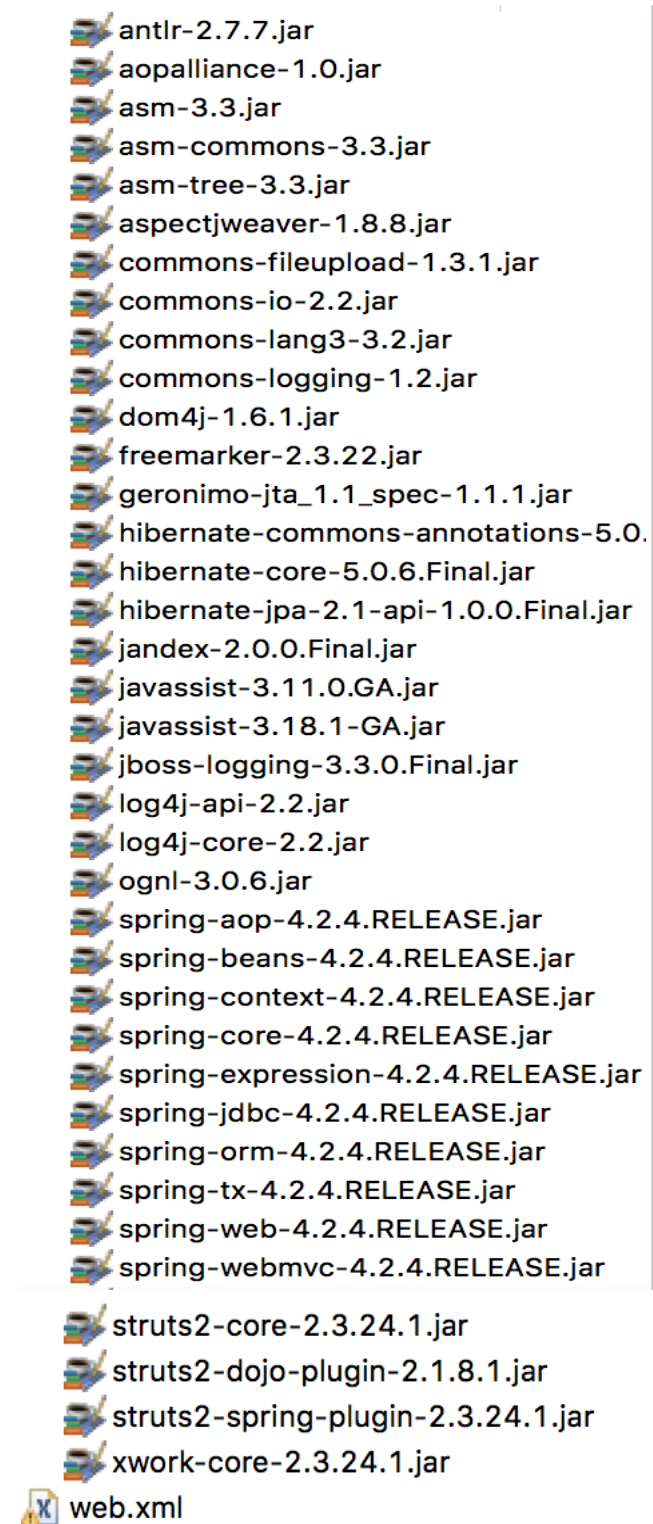 antlr-2.7.7.jar
aopalliance-1.0.jar
asm-3.3.jar
asm-commons-3.3.jar
asm-tree-3.3.jar
aspectjweaver-1.8.8.jar
commons-fileupload-1.3.1.jar
commons-io-2.2.jar
commons-lang3-3.2.jar
commons-logging-1.2.jar
dom4j-1.6.1.jar
freemarker-2.3.22.jar
geronimo-jta_1.1_spec-1.1.1.jar
hibernate-commons-annotations-5.0.
hibernate-core-5.0.6.Final.jar
hibernate-jpa-2.1-api-1.0.0.Final.jar
jandex-2.0.0.Final.jar
javassist-3.11.0.GA.jar
javassist-3.18.1-GA.jar
jboss-logging-3.3.0.Final.jar
log4j-api-2.2.jar
log4j-core-2.2.jar
ognl-3.0.6.jar
spring-aop-4.2.4.RELEASE.jar
spring-beans-4.2.4.RELEASE.jar
spring-context-4.2.4.RELEASE.jar
spring-core-4.2.4.RELEASE.jar
spring-expression-4.2.4.RELEASE.jar
spring-jdbc-4.2.4.RELEASE.jar
spring-orm-4.2.4.RELEASE.jar
spring-tx-4.2.4.RELEASE.jar
spring-web-4.2.4.RELEASE.jar
spring-webmvc-4.2.4.RELEASE.jar
struts2-core-2.3.24.1.jar
struts2-dojo-plugin-2.1.8.1.jar
struts2-spring-plugin-2.3.24.1.jar
xwork-core-2.3.24.1.jar
web.xml